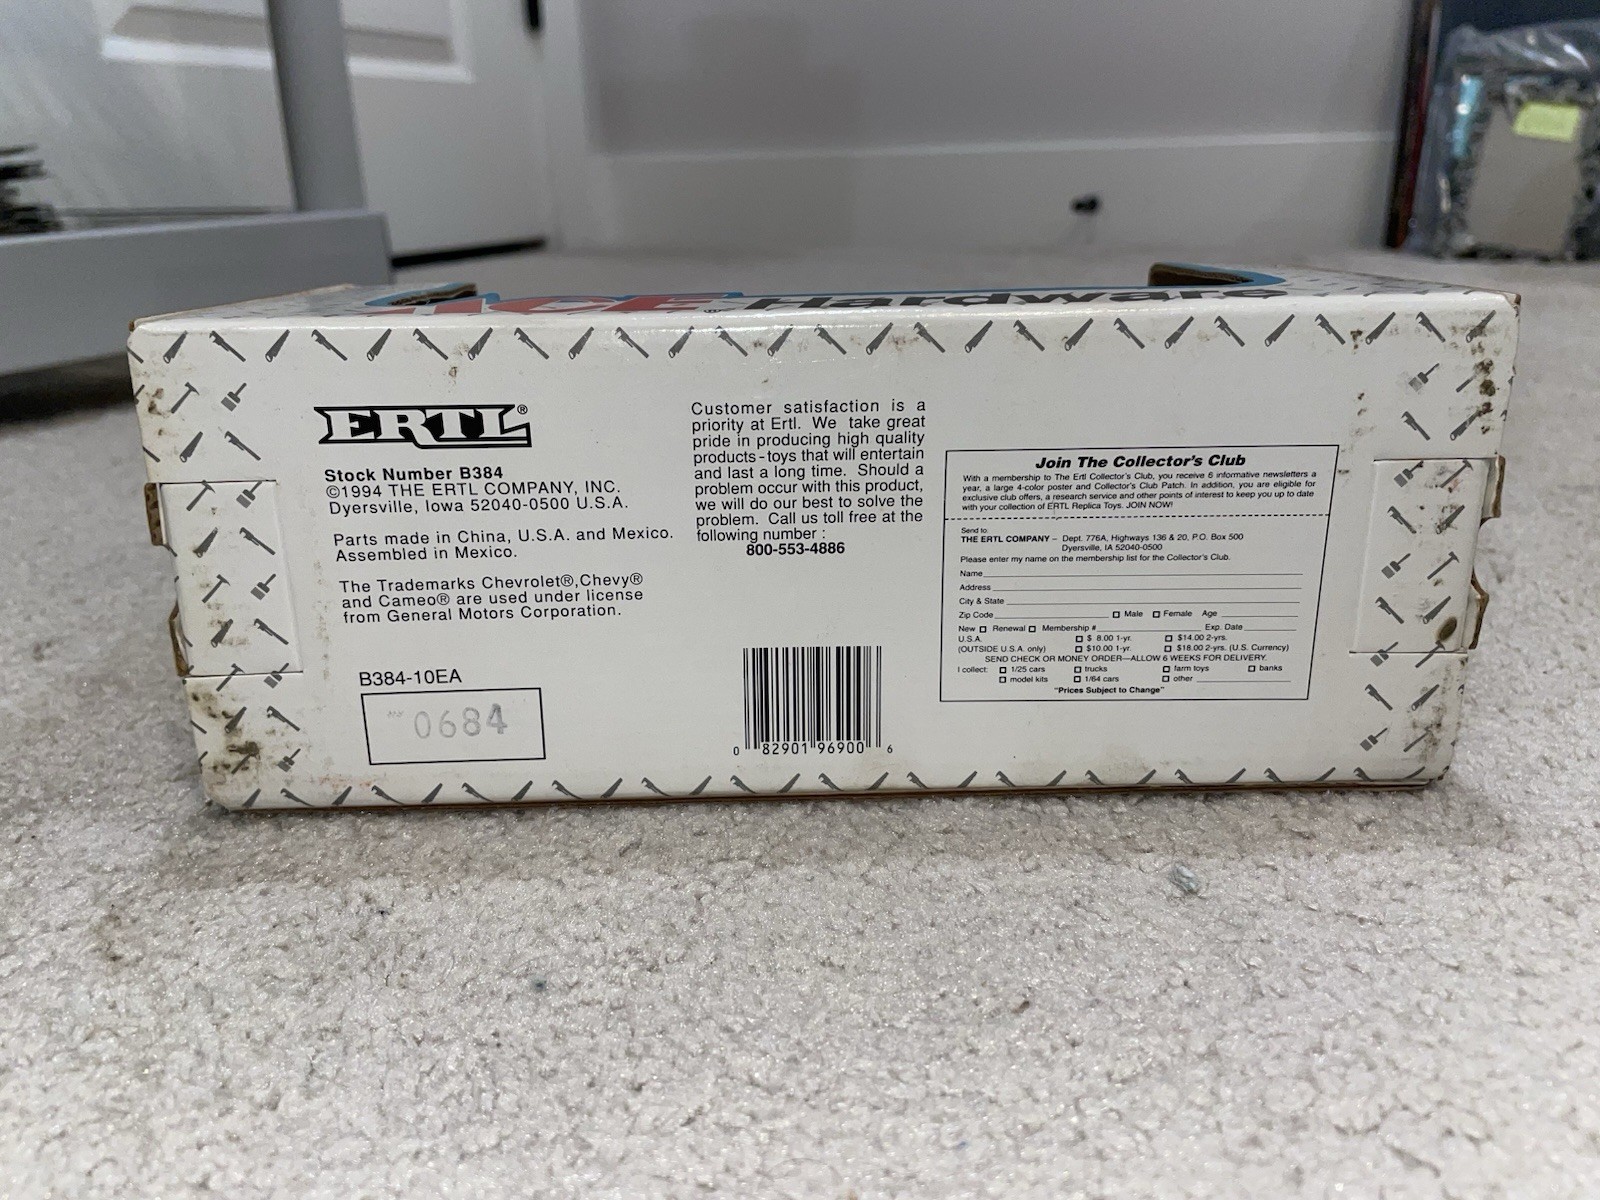 ACE® Hardware
ERTL®
Stock Number B384
©1994 THE ERTL COMPANY, INC.
Dyersville, Iowa 52040-0500 U.S.A.
Parts made in China, U.S.A. and Mexico.
Assembled in Mexico.
The Trademarks Chevrolet®,Chevy®
and Cameo® are used under license
from General Motors Corporation.
B384-10EA
0684
Customer satisfaction is a
priority at Ertl. We take great
pride in producing high quality
products-toys that will entertain
and last a long time. Should a
problem occur with this product,
we will do our best to solve the
problem. Call us toll free at the
following number :
800-553-4886
0 82901 96900 6
Join The Collector's Club
With a membership to The Ertl Collector's Club, you receive 6 informative newsletters a
year, a large 4-color poster and Collector's Club Patch. In addition, you are eligible for
exclusive club offers, a research service and other points of interest to keep you up to date
with your collection of ERTL Replica Toys. JOIN NOW!
Send to
THE ERTL COMPANY – Dept. 776A, Highways 136 & 20, P.O. Box 500
Dyersville, IA 52040-0500
Please enter my name on the membership list for the Collector's Club.
Name
Address
City & State
Zip Code Male Female Age
New Renewal Membership # Exp. Date
U.S.A. $ 8.00 1-yr. $14.00 2-yrs.
(OUTSIDE U.S.A. only) $10.00 1-yr. $18.00 2-yrs. (U.S. Currency)
SEND CHECK OR MONEY ORDER—ALLOW 6 WEEKS FOR DELIVERY.
I collect: 1/25 cars trucks farm toys banks
model kits 1/64 cars other
"Prices Subject to Change"